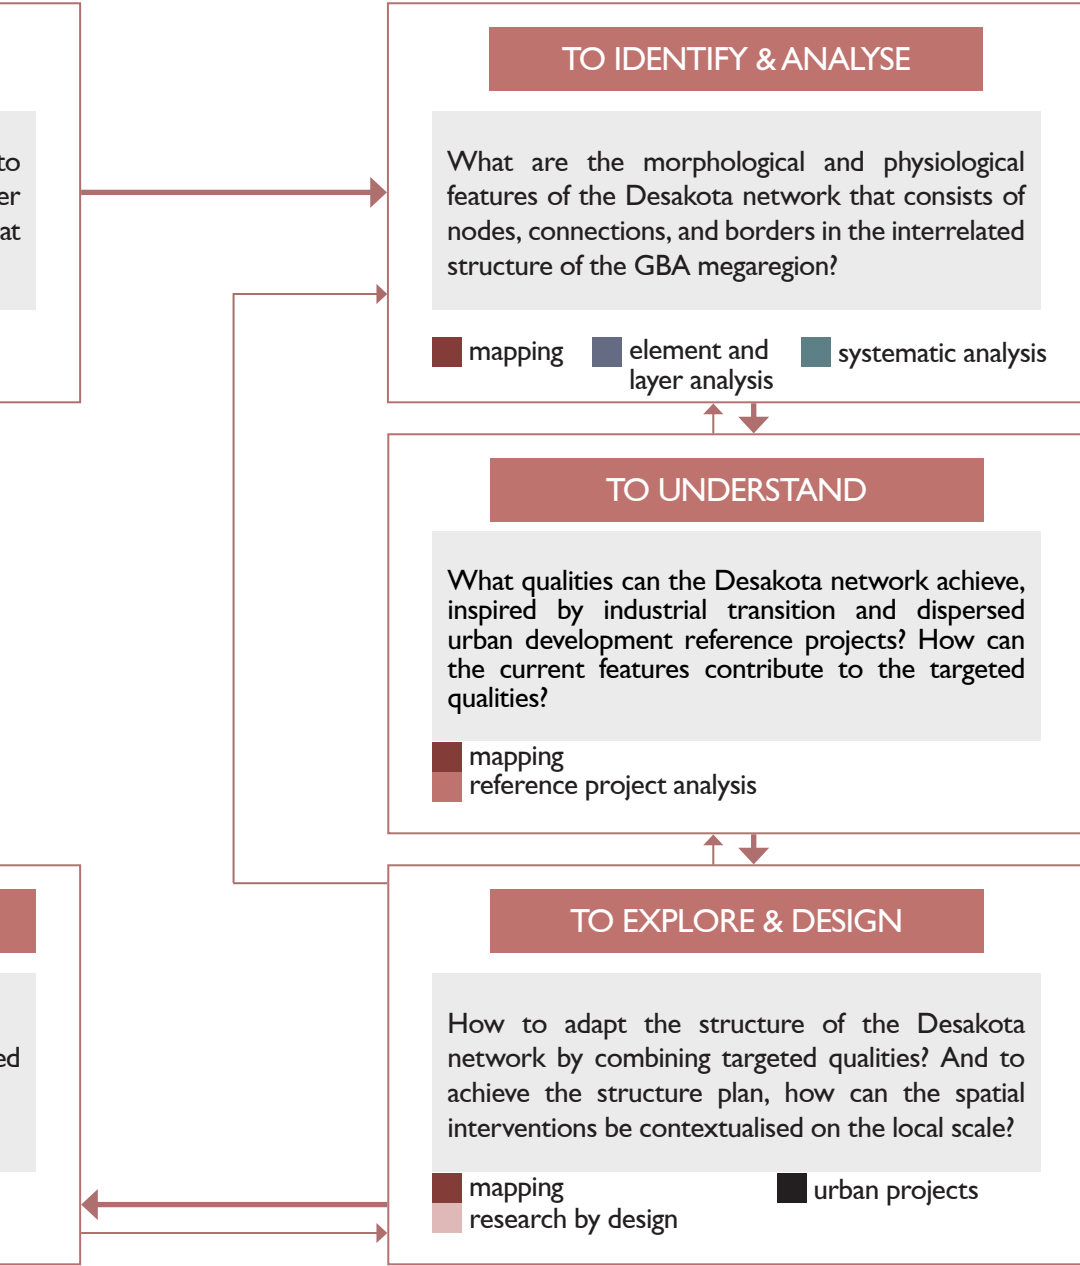 to
er
at
TO IDENTIFY & ANALYSE
What are the morphological and physiological
features of the Desakota network that consists of
nodes, connections, and borders in the interrelated
structure of the GBA megaregion?
mapping
element and
layer analysis
systematic analysis
TO UNDERSTAND
What qualities can the Desakota network achieve,
inspired by industrial transition and dispersed
urban development reference projects? How can
the current features contribute to the targeted
qualities?
mapping
reference project analysis
ed
TO EXPLORE & DESIGN
How to adapt the structure of the Desakota
network by combining targeted qualities? And to
achieve the structure plan, how can the spatial
interventions be contextualised on the local scale?
mapping
research by design
urban projects